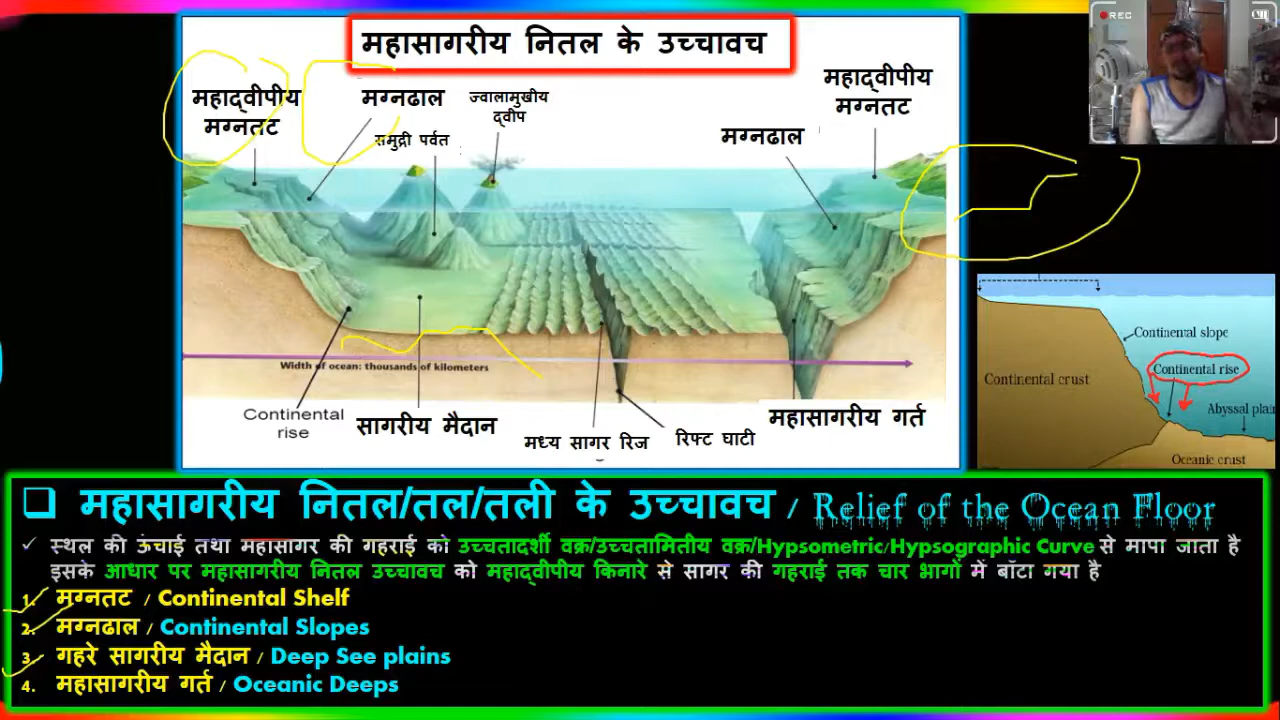 REC
महासागरीय नितल के उच्चावच
महाद्वीपीय
मग्नतट
मग्नढाल
ज्वालामुखीय
द्वीप
समुद्री पर्वत
महाद्वीपीय
मग्नतट
मग्नढाल
Width of ocean: thousands of kilometers
Continental
rise
सागरीय मैदान
मध्य सागर रिज
रिफ्ट घाटी
महासागरीय गर्त
Continental slope
Continental rise
Continental crust
Abyssal plai
Oceanic crust
❑ महासागरीय नितल/तल/तली के उच्चावच / Relief of the Ocean Floor
✓ स्थल की ऊंचाई तथा महासागर की गहराई को उच्चतादर्शी वक्र/उच्चतामितीय वक्र/Hypsometric/Hypsographic Curve से मापा जाता है
इसके आधार पर महासागरीय नितल उच्चावच को महाद्वीपीय किनारे से सागर की गहराई तक चार भागों में बाँटा गया है
1. मग्नतट / Continental Shelf
2. मग्नढाल / Continental Slopes
3. गहरे सागरीय मैदान / Deep See plains
4. महासागरीय गर्त / Oceanic Deeps